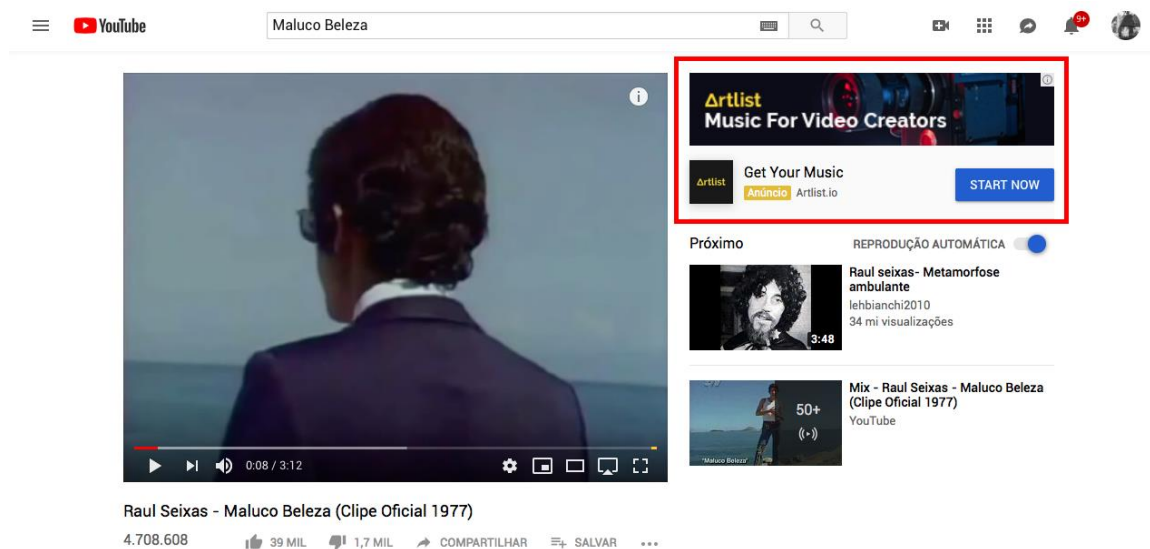 YouTube
Maluco Beleza
9+
Artlist
Music For Video Creators
Artlist
Get Your Music
Anúncio Artlist.io
START NOW
Próximo
REPRODUÇÃO AUTOMÁTICA
Raul seixas- Metamorfose
ambulante
lehbianchi2010
34 mi visualizações
3:48
Mix - Raul Seixas - Maluco Beleza
(Clipe Oficial 1977)
YouTube
50+
"Maluco Beleza"
0:08 / 3:12
Raul Seixas - Maluco Beleza (Clipe Oficial 1977)
4.708.608
39 MIL
1,7 MIL
COMPARTILHAR
SALVAR